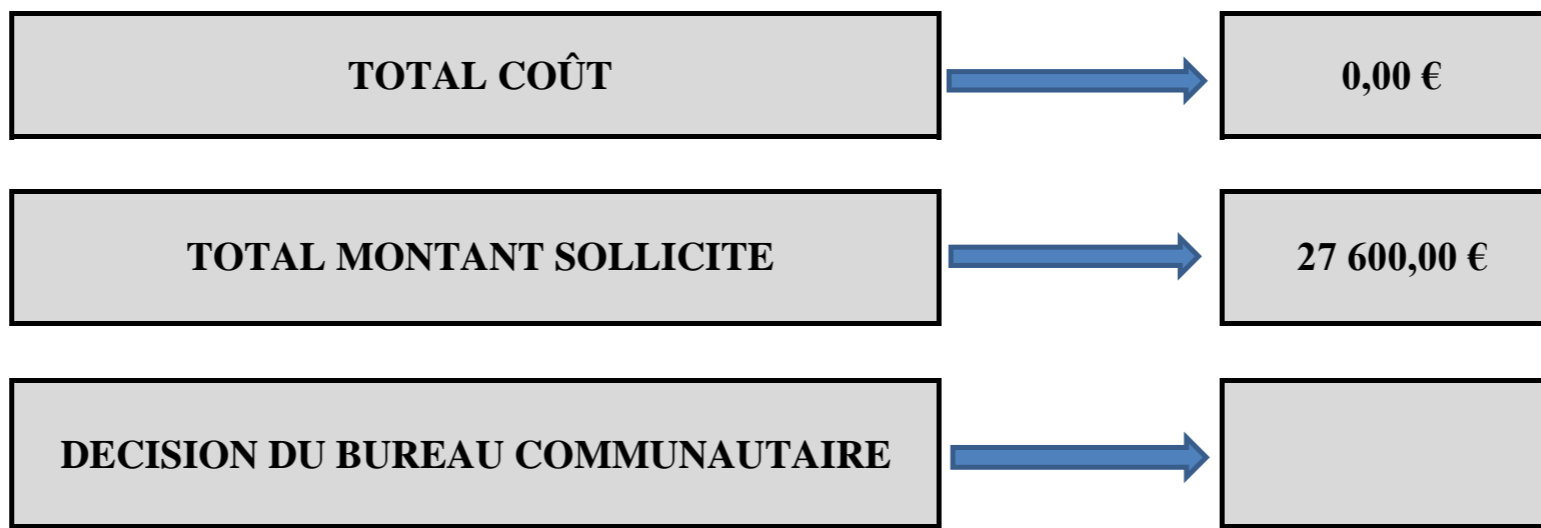 TOTAL COÛT
0,00 €
TOTAL MONTANT SOLLICITE
27 600,00 €
DECISION DU BUREAU COMMUNAUTAIRE